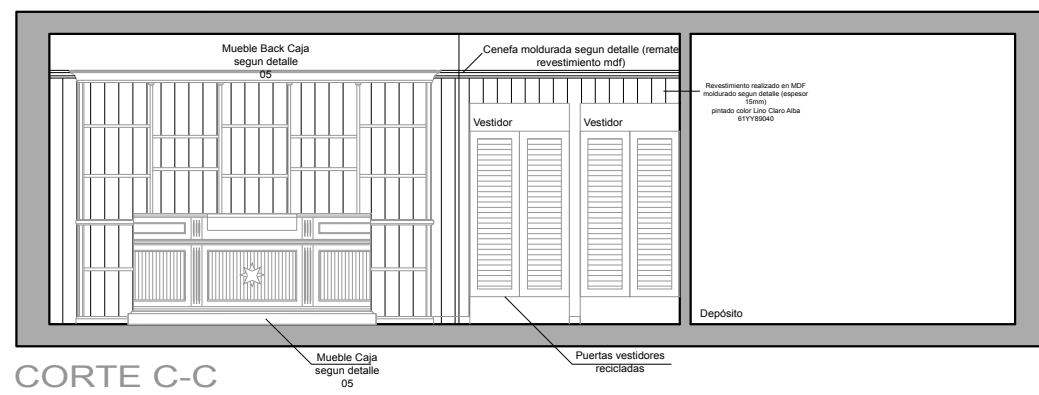 Mueble Back Caja
segun detalle
05
Cenefa moldurada segun detalle (remate
revestimiento mdf)
Revestimiento realizado en MDF
moldurado segun detalle (espesor
15mm)
pintado color Lino Claro Alba
61YY89040
Vestidor
Vestidor
Depósito
Mueble Caja
segun detalle
05
Puertas vestidores
recicladas
CORTE C-C